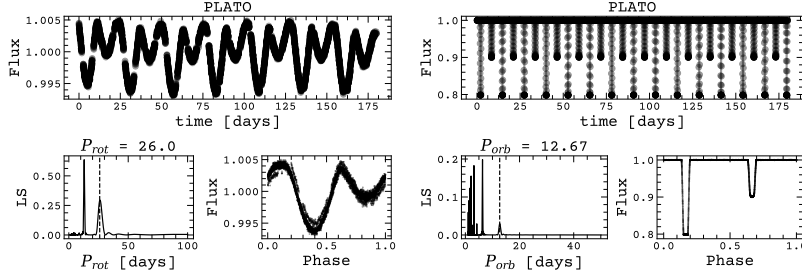 PLATO
PLATO
Flux
1.005
1.000
0.995
0 25 50 75 100 125 150 175
time [days]
Flux
1.0
0.9
0.8
0 25 50 75 100 125 150 175
time [days]
P_rot = 26.0
LS
0.50
0.25
0.00
0 50 100
P_rot [days]
Flux
1.005
1.000
0.995
0.0 0.5 1.0
Phase
P_orb = 12.67
LS
0.2
0.1
0.0
0 20 40
P_orb [days]
Flux
1.0
0.9
0.8
0.0 0.5 1.0
Phase